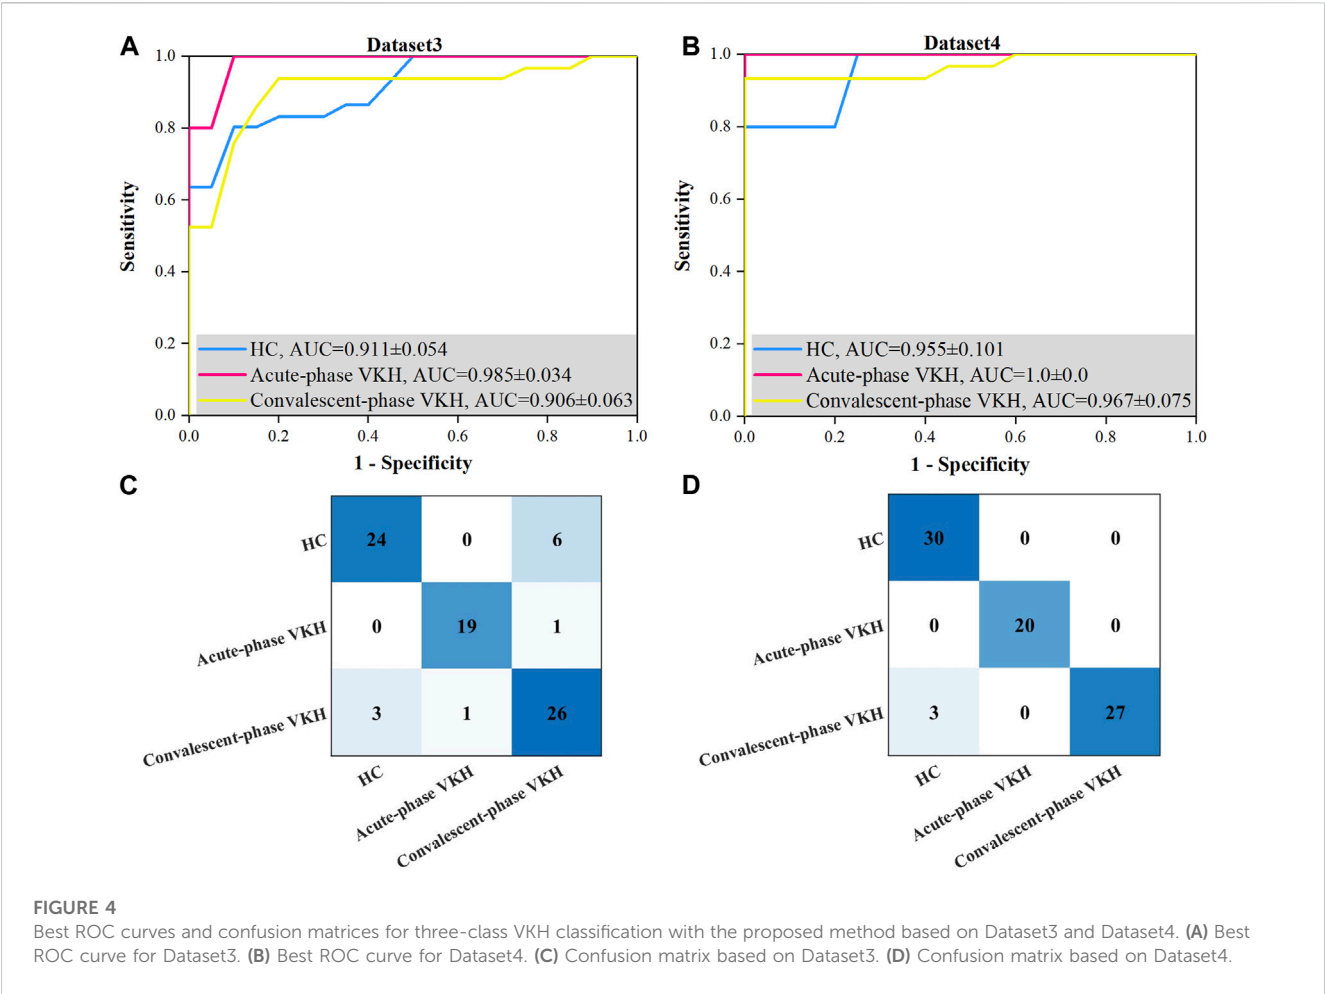 A
Dataset3
1.0
0.8
0.6
0.4
0.2
0.0
Sensitivity
HC, AUC=0.911±0.054
Acute-phase VKH, AUC=0.985±0.034
Convalescent-phase VKH, AUC=0.906±0.063
0.0 0.2 0.4 0.6 0.8 1.0
1 - Specificity
B
Dataset4
1.0
0.8
0.6
0.4
0.2
0.0
Sensitivity
HC, AUC=0.955±0.101
Acute-phase VKH, AUC=1.0±0.0
Convalescent-phase VKH, AUC=0.967±0.075
0.0 0.2 0.4 0.6 0.8 1.0
1 - Specificity
C
HC 24 0 6
Acute-phase VKH 0 19 1
Convalescent-phase VKH 3 1 26
HC
Acute-phase VKH
Convalescent-phase VKH
D
HC 30 0 0
Acute-phase VKH 0 20 0
Convalescent-phase VKH 3 0 27
HC
Acute-phase VKH
Convalescent-phase VKH
FIGURE 4
Best ROC curves and confusion matrices for three-class VKH classification with the proposed method based on Dataset3 and Dataset4. (A) Best
ROC curve for Dataset3. (B) Best ROC curve for Dataset4. (C) Confusion matrix based on Dataset3. (D) Confusion matrix based on Dataset4.